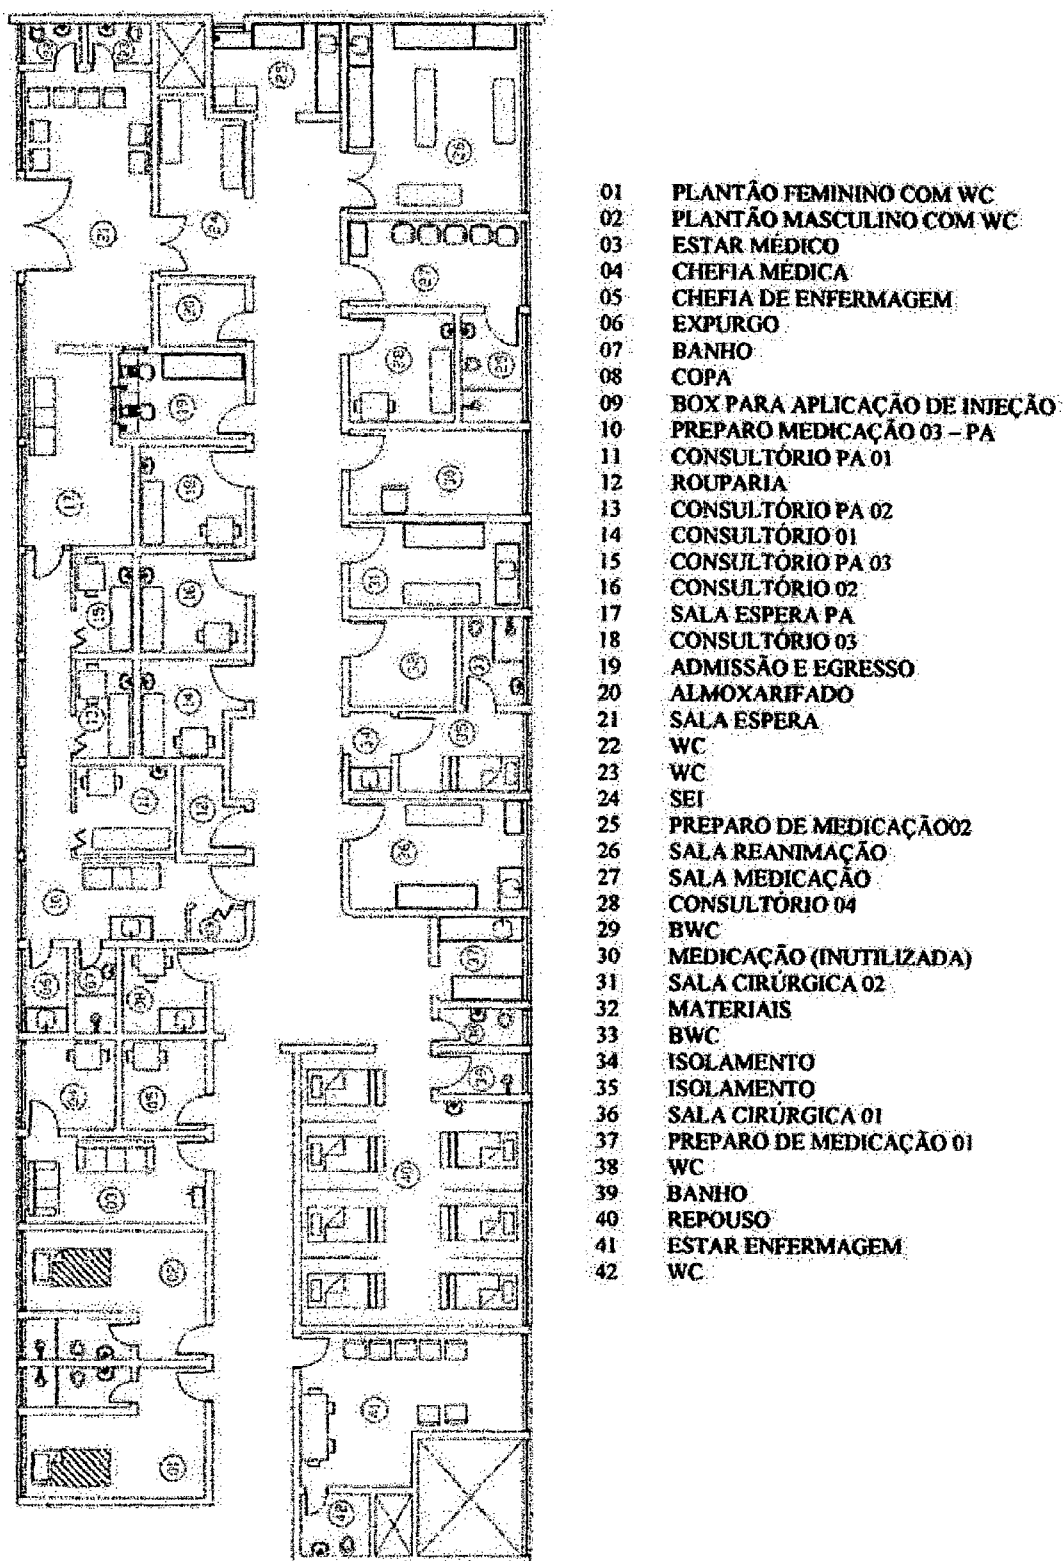 01 PLANTÃO FEMININO COM WC
02 PLANTÃO MASCULINO COM WC
03 ESTAR MÉDICO
04 CHEFIA MÉDICA
05 CHEFIA DE ENFERMAGEM
06 EXPURGO
07 BANHO
08 COPA
09 BOX PARA APLICAÇÃO DE INJEÇÃO
10 PREPARO MEDICAÇÃO 03 – PA
11 CONSULTÓRIO PA 01
12 ROUPARIA
13 CONSULTÓRIO PA 02
14 CONSULTÓRIO 01
15 CONSULTÓRIO PA 03
16 CONSULTÓRIO 02
17 SALA ESPERA PA
18 CONSULTÓRIO 03
19 ADMISSÃO E EGRESSO
20 ALMOXARIFADO
21 SALA ESPERA
22 WC
23 WC
24 SEI
25 PREPARO DE MEDICAÇÃO02
26 SALA REANIMAÇÃO
27 SALA MEDICAÇÃO
28 CONSULTÓRIO 04
29 BWC
30 MEDICAÇÃO (INUTILIZADA)
31 SALA CIRÚRGICA 02
32 MATERIAIS
33 BWC
34 ISOLAMENTO
35 ISOLAMENTO
36 SALA CIRÚRGICA 01
37 PREPARO DE MEDICAÇÃO 01
38 WC
39 BANHO
40 REPOUSO
41 ESTAR ENFERMAGEM
42 WC